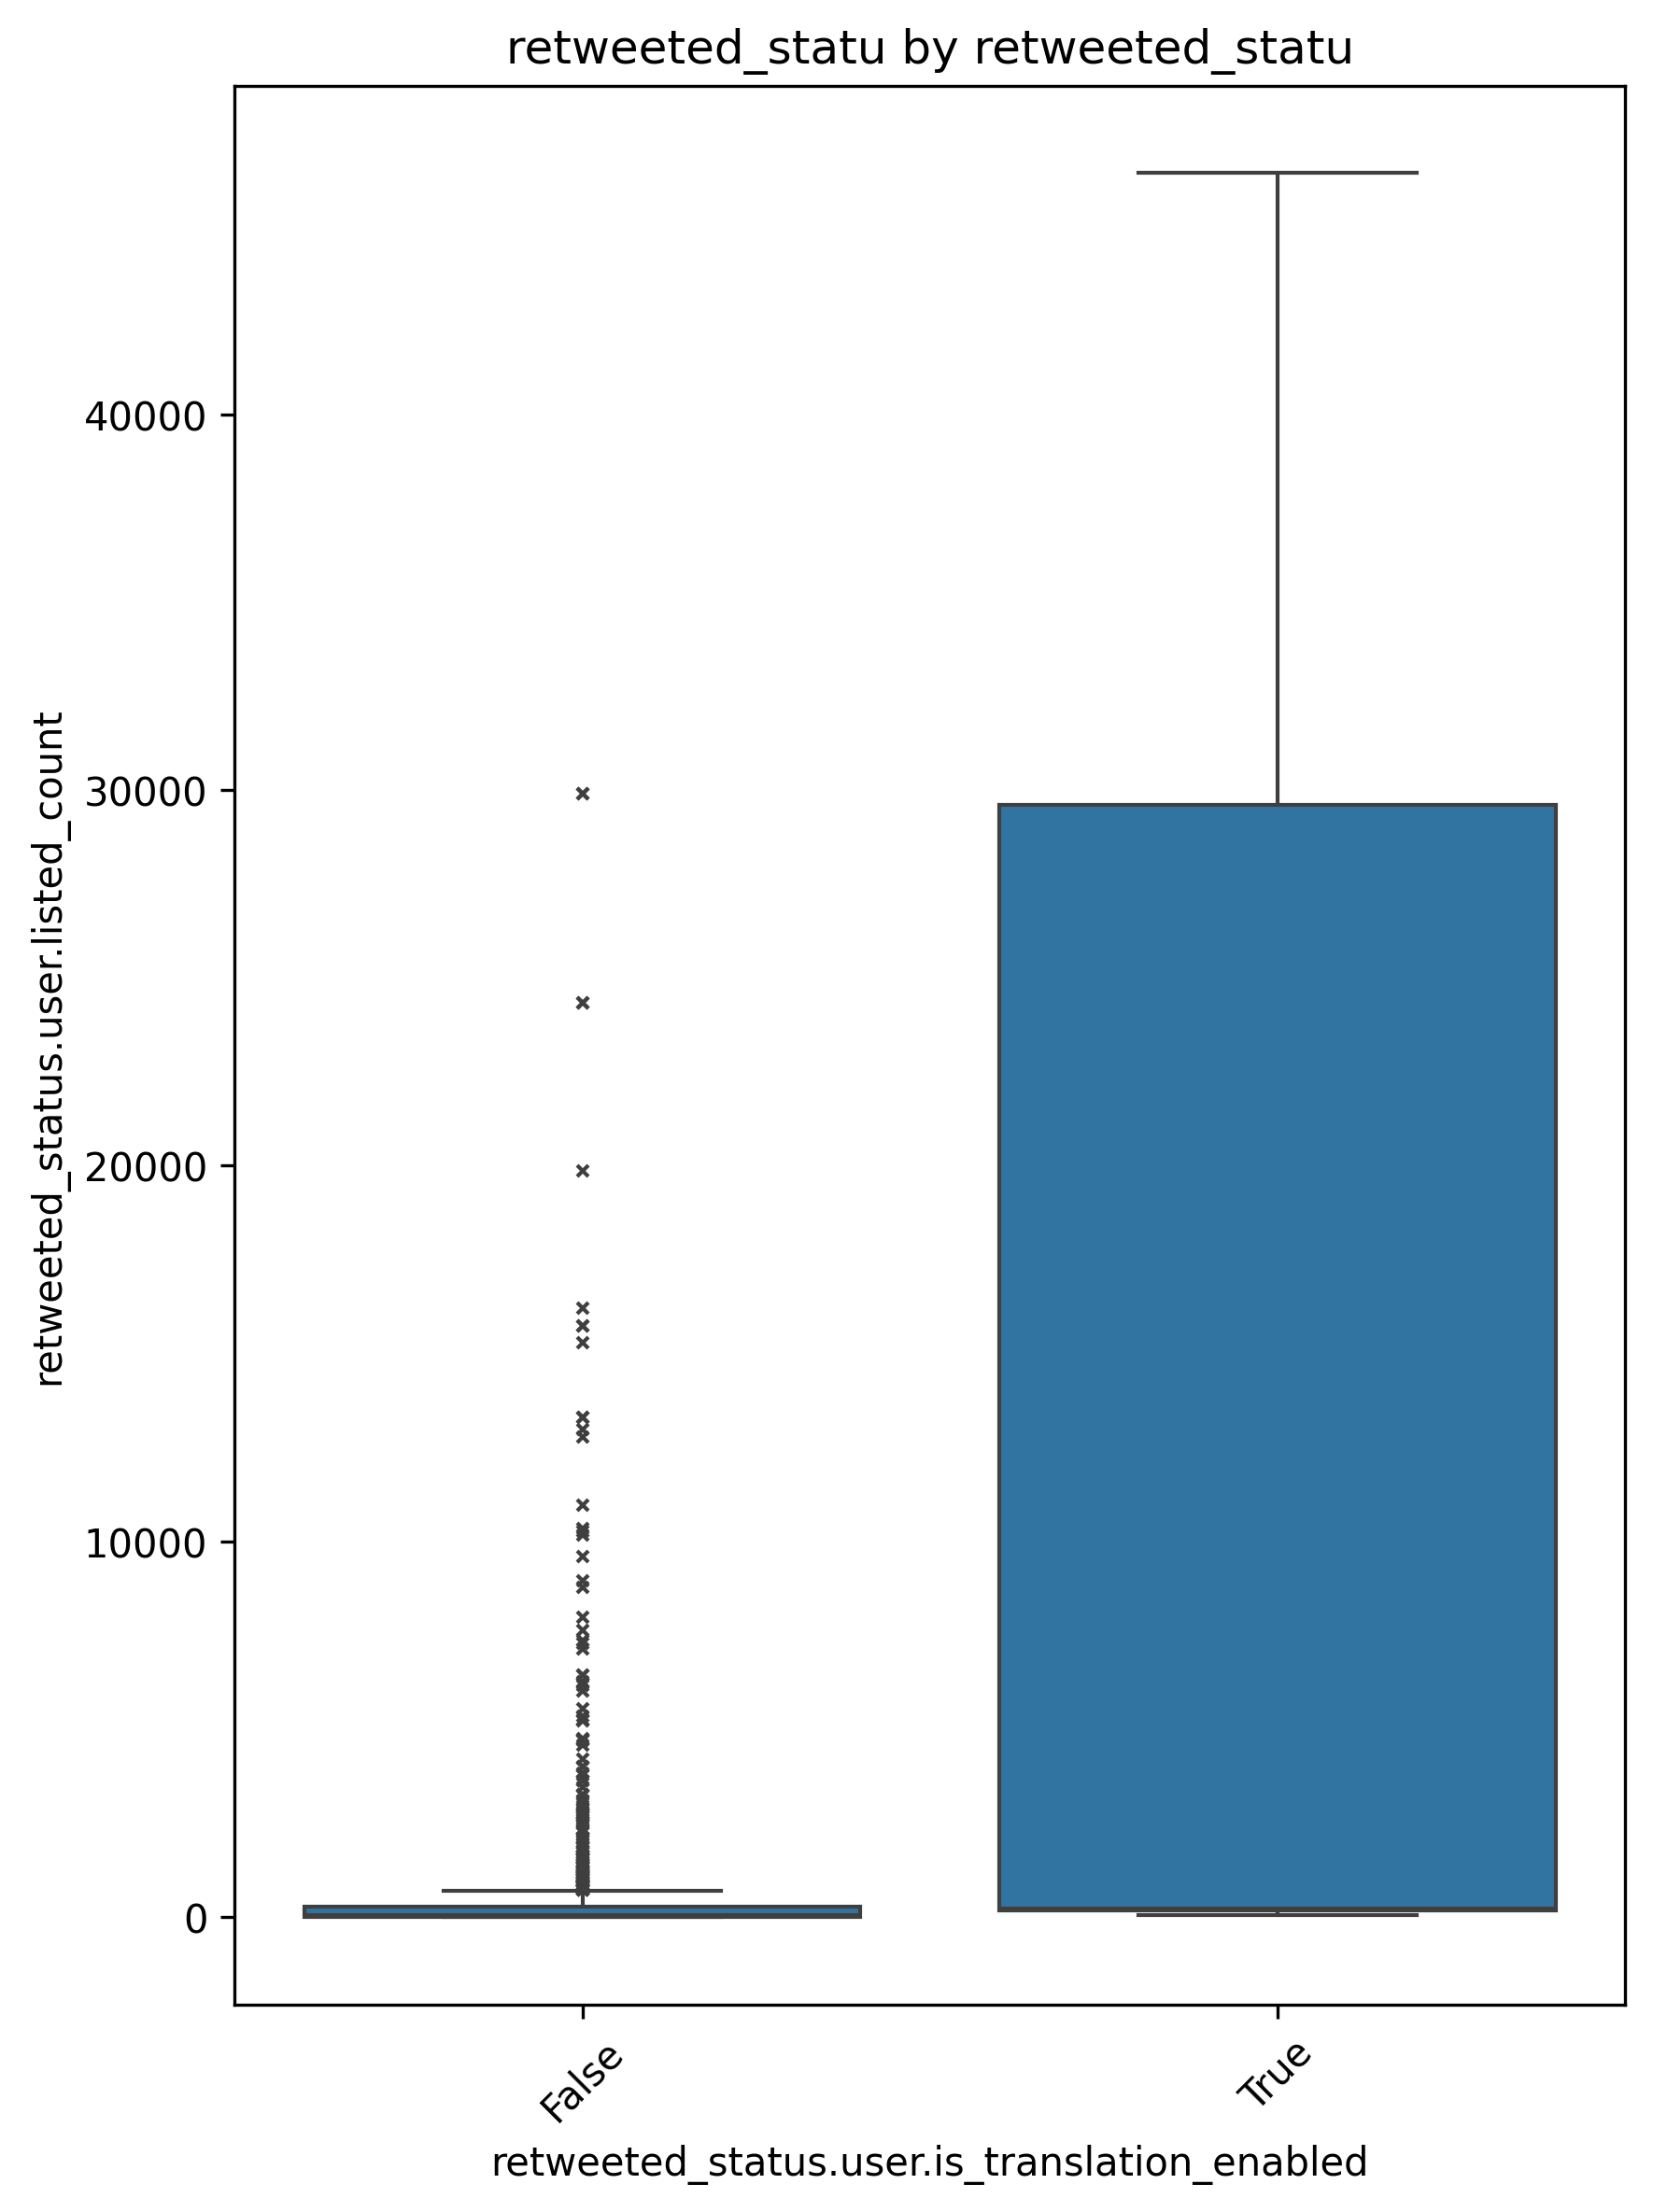 retweeted_statu by retweeted_statu
retweeted_status.user.listed_count
40000
30000
20000
10000
0
False
True
retweeted_status.user.is_translation_enabled